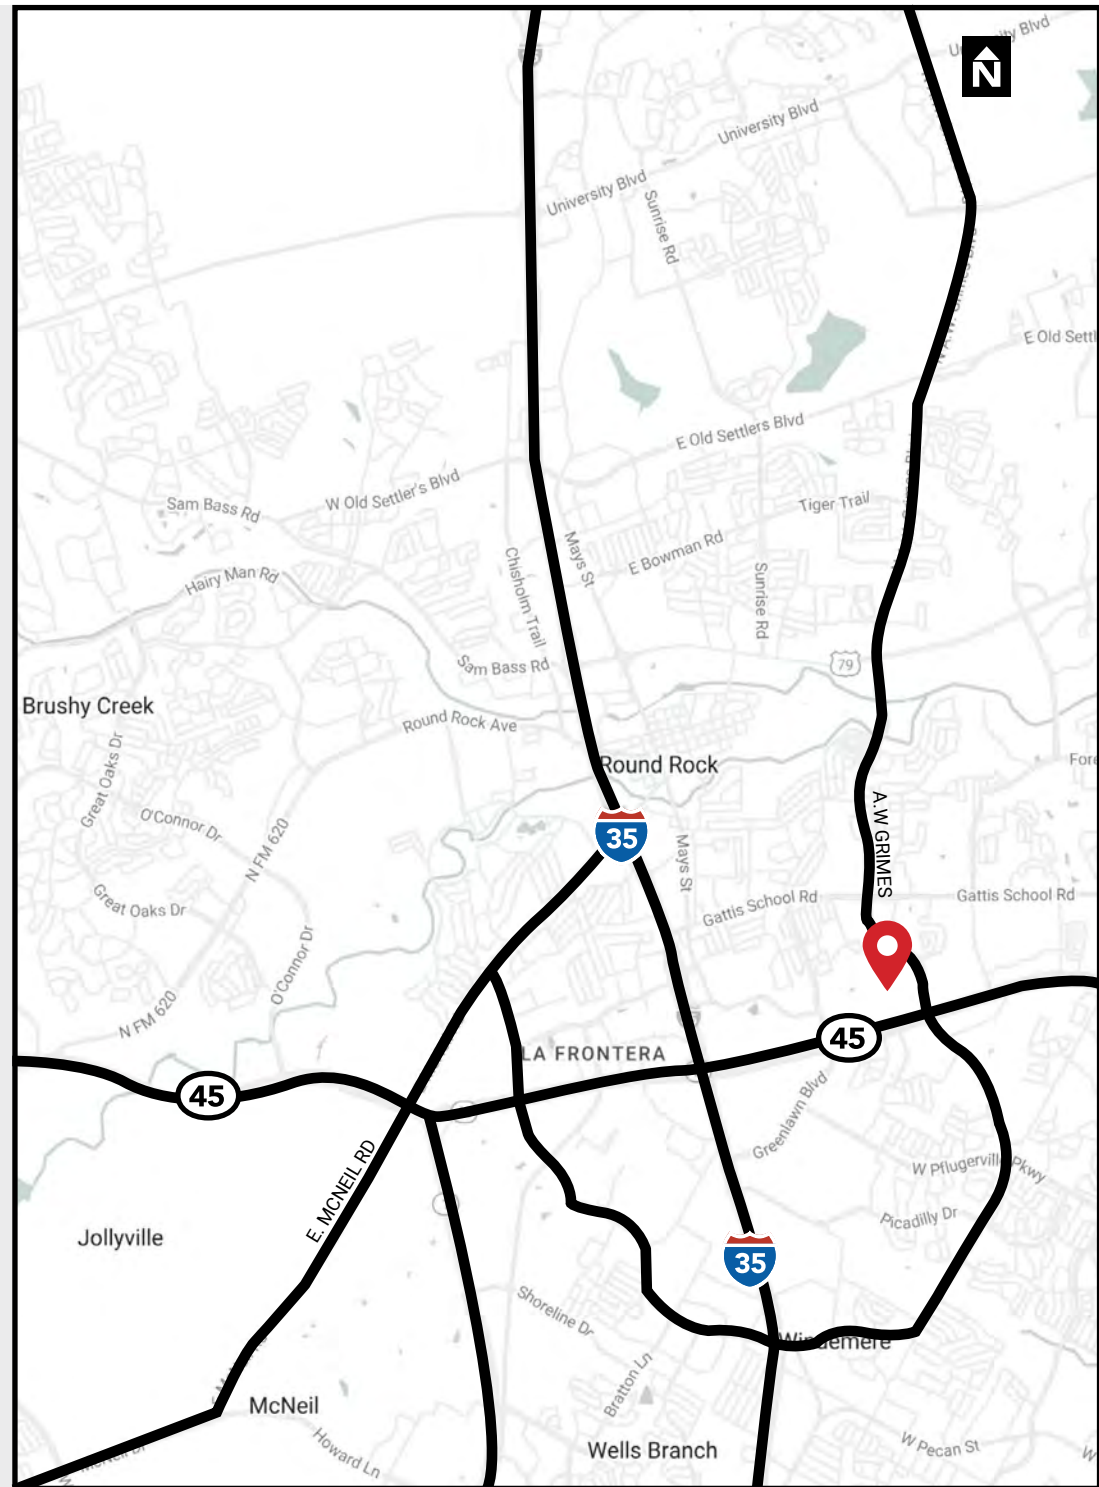 University Blvd
N
University Blvd
University Blvd
Sunrise Rd
E Old Settl
E Old Settlers Blvd
W Old Settler's Blvd
Sam Bass Rd
Tiger Trail
Mays St
E Bowman Rd
Chisholm Trail
Sunrise Rd
Hairy Man Rd
Sam Bass Rd
79
Brushy Creek
Round Rock Ave
Great Oaks Dr
Round Rock
Fore
O'Connor Dr
N FM 620
35
A.W GRIMES
Mays St
Great Oaks Dr
Gattis School Rd
Gattis School Rd
O'Connor Dr
N FM 620
LA FRONTERA
45
45
Greenlawn Blvd
E. MCNEIL RD
W Pflugerville Pkwy
Picadilly Dr
Jollyville
35
Shoreline Dr
Windemere
Bratton Ln
McNeil
Howard Ln
Wells Branch
W Pecan St
W